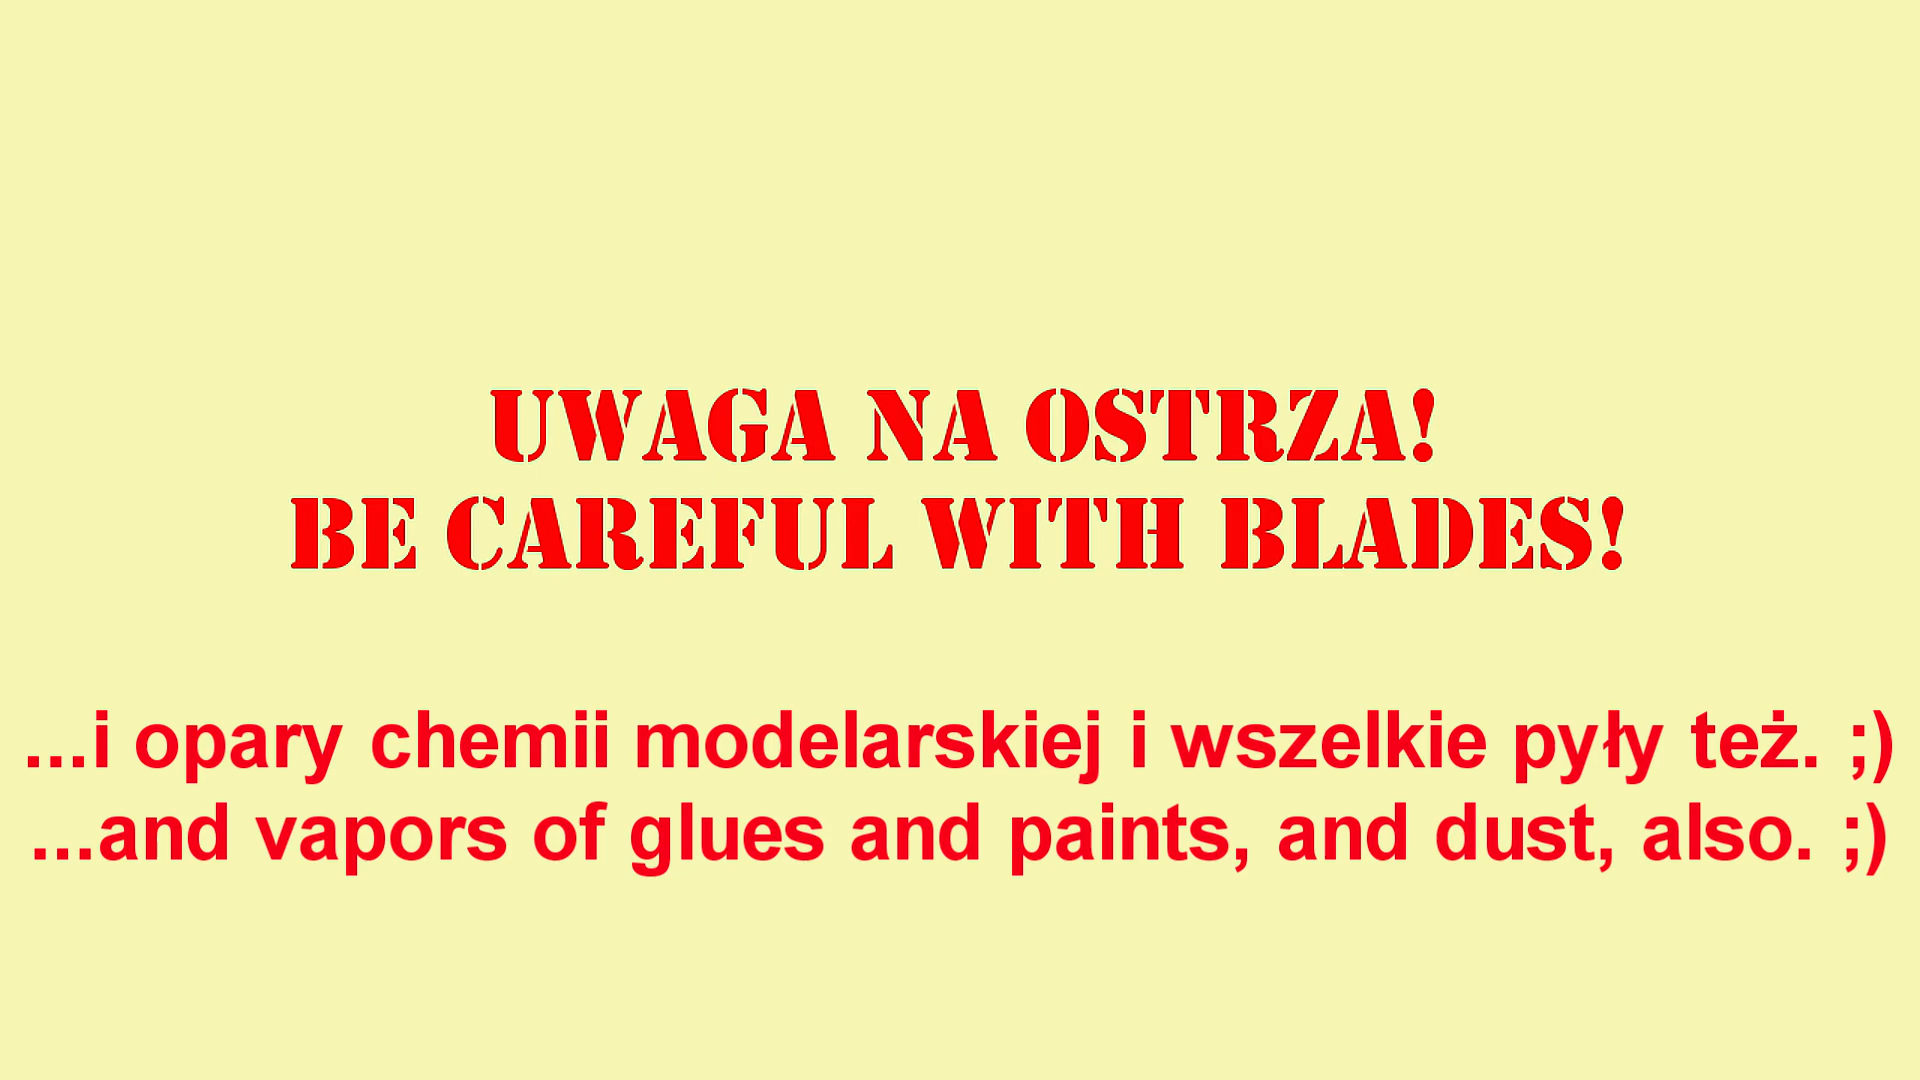 UWAGA NA OSTRZA!
BE CAREFUL WITH BLADES!
...i opary chemii modelarskiej i wszelkie pyły też. ;)
...and vapors of glues and paints, and dust, also. ;)